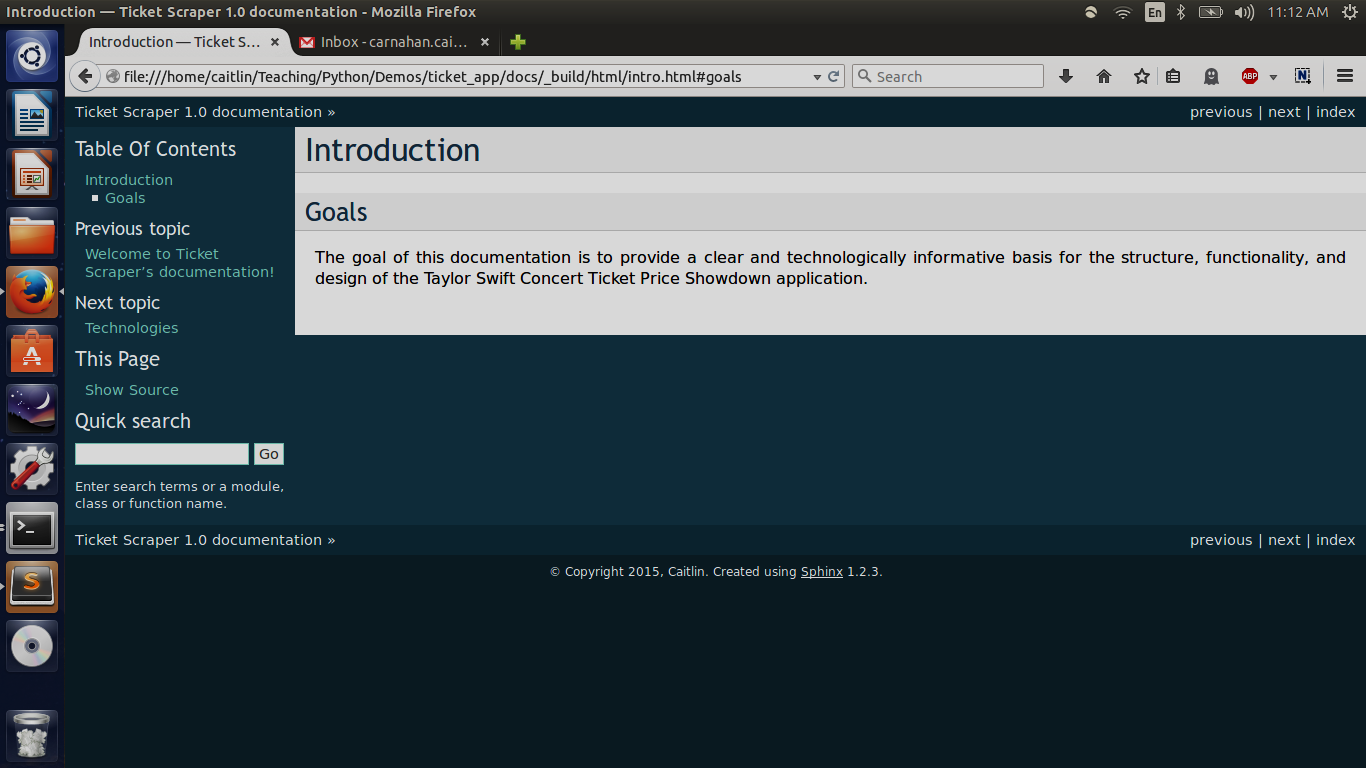 Introduction — Ticket Scraper 1.0 documentation - Mozilla Firefox
En
11:12 AM
Introduction — Ticket S...
Inbox - carnahan.cai...
file:///home/caitlin/Teaching/Python/Demos/ticket_app/docs/_build/html/intro.html#goals
Search
ABP
N
Ticket Scraper 1.0 documentation »
previous | next | index
Table Of Contents
Introduction
Goals
Previous topic
Welcome to Ticket
Scraper’s documentation!
Next topic
Technologies
This Page
Show Source
Quick search
Go
Enter search terms or a module,
class or function name.
Introduction
Goals
The goal of this documentation is to provide a clear and technologically informative basis for the structure, functionality, and
design of the Taylor Swift Concert Ticket Price Showdown application.
Ticket Scraper 1.0 documentation »
previous | next | index
© Copyright 2015, Caitlin. Created using Sphinx 1.2.3.